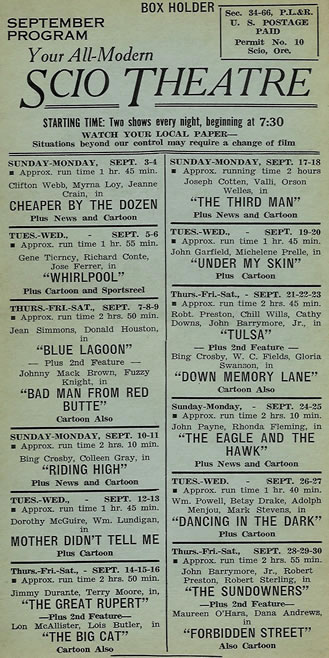 BOX HOLDER
SEPTEMBER
PROGRAM
Sec. 34-66, P.L.&R.
U. S. POSTAGE
PAID
Permit No. 10
Scio, Ore.
Your All-Modern
SCIO THEATRE
STARTING TIME: Two shows every night, beginning at 7:30
WATCH YOUR LOCAL PAPER—
Situations beyond our control may require a change of film
SUNDAY-MONDAY, SEPT. 3-4
■ Approx. run time 1 hr. 45 min.
Clifton Webb, Myrna Loy, Jeanne
Crain, in
CHEAPER BY THE DOZEN
Plus News and Cartoon
TUES.-WED., - SEPT. 5-6
■ Approx. run time 1 hr. 55 min.
Gene Tierney, Richard Conte,
Jose Ferrer, in
"WHIRLPOOL"
Plus Cartoon and Sportsreel
THURS.-FRI.-SAT., SEPT. 7-8-9
■ Approx. run time 2 hrs. 50 min.
Jean Simmons, Donald Houston,
in
"BLUE LAGOON"
— Plus 2nd Feature —
Johnny Mack Brown, Fuzzy
Knight, in
"BAD MAN FROM RED
BUTTE"
Cartoon Also
SUNDAY-MONDAY, SEPT. 10-11
■ Approx. run time 2 hrs. 10 min.
Bing Crosby, Colleen Gray, in
"RIDING HIGH"
Plus News and Cartoon
TUES.-WED., - SEPT. 12-13
■ Approx. run time 1 hr. 45 min.
Dorothy McGuire, Wm. Lundigan,
in
MOTHER DIDN'T TELL ME
Plus Cartoon
Thurs.-Fri.-Sat., - SEPT. 14-15-16
■ Approx. run time 2 hrs. 50 min.
Jimmy Durante, Terry Moore, in,
"THE GREAT RUPERT"
—Plus 2nd Feature—
Lon McAllister, Lois Butler, in
"THE BIG CAT"
Cartoon Also
SUNDAY-MONDAY, SEPT. 17-18
■ Approx. running time 2 hours
Joseph Cotten, Valli, Orson
Welles, in
"THE THIRD MAN"
Plus News and Cartoon
TUES.-WED., - SEPT. 19-20
■ Approx. run time 1 hr. 45 min.
John Garfield, Michelene Prelle, in
"UNDER MY SKIN"
Plus Cartoon
Thurs.-Fri.-Sat., - SEPT. 21-22-23
■ Approx. run time 2 hrs. 45 min.
Robt. Preston, Chill Wills, Cathy
Downs, John Barrymore, Jr., in
"TULSA"
— Plus 2nd Feature —
Bing Crosby, W. C. Fields, Gloria
Swanson, in
"DOWN MEMORY LANE"
Cartoon Also
Sunday-Monday, - SEPT. 24-25
■ Approx. run time 2 hrs. 10 min.
John Payne, Rhonda Fleming, in
"THE EAGLE AND THE
HAWK"
Plus News and Cartoon
TUES.-WED. - SEPT. 26-27
■ Approx. run time 1 hr. 40 min.
Wm. Powell, Betsy Drake, Adolph
Menjou, Mark Stevens, in
"DANCING IN THE DARK"
Plus Cartoon
Thurs.-Fri.-Sat., SEPT. 28-29-30
■ Approx. run time 2 hrs. 55 min.
John Barrymore, Jr., Robert
Preston, Robert Sterling, in
"THE SUNDOWNERS"
—Plus 2nd Feature—
Maureen O'Hara, Dana Andrews,
in
"FORBIDDEN STREET"
Also Cartoon